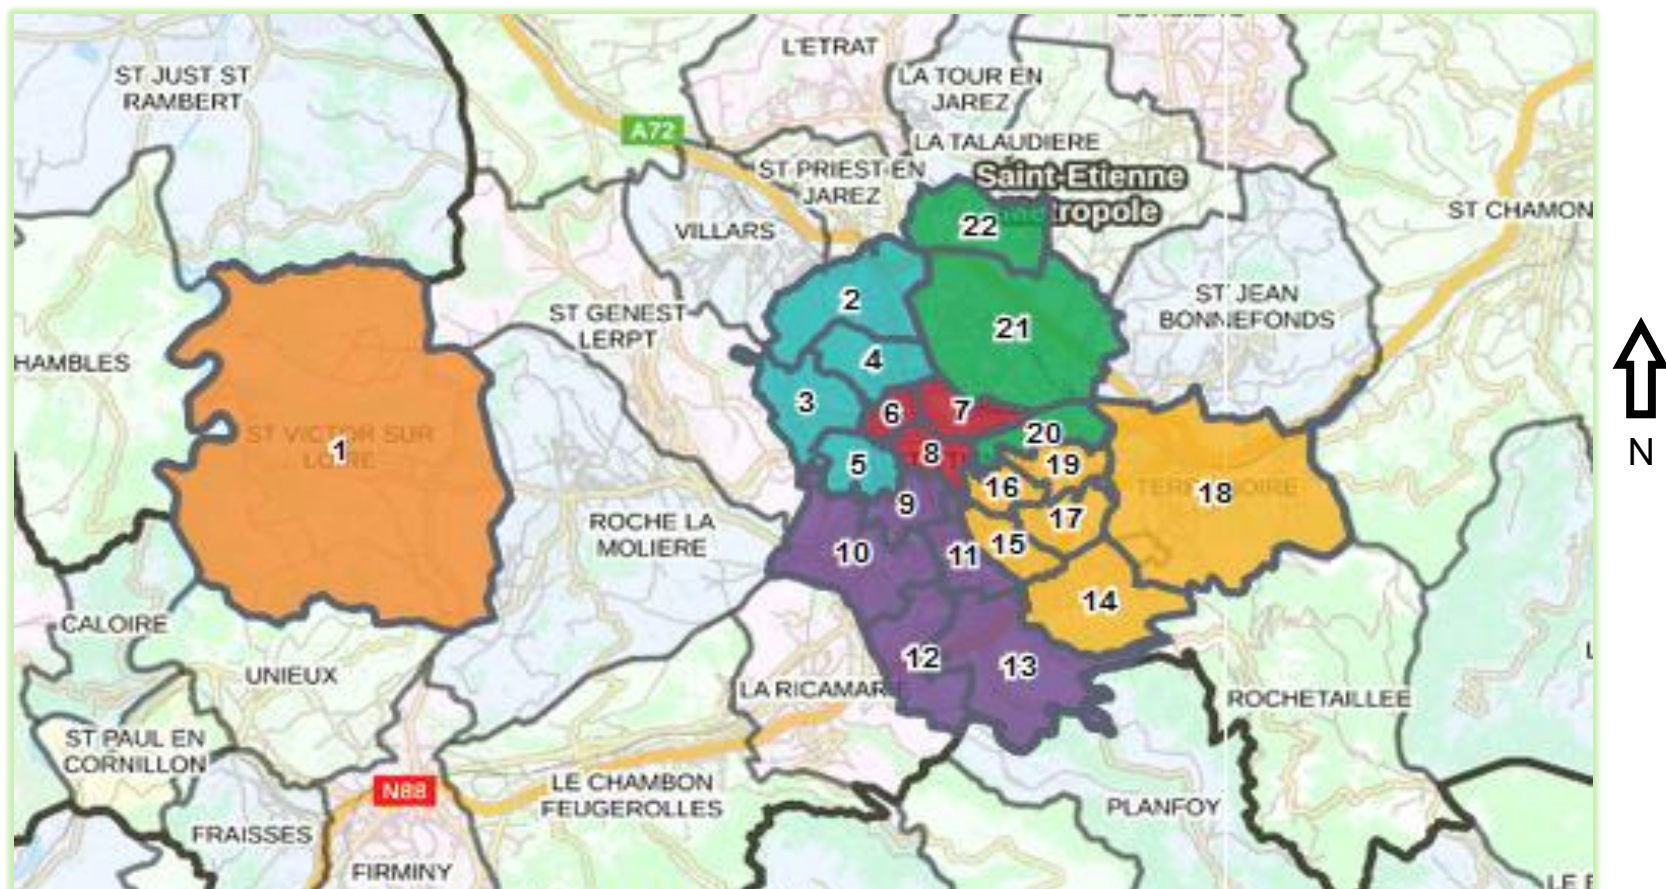 L'ETRAT
ST JUST ST
RAMBERT
LA TOUR EN
JAREZ
A72
LA TALAUDIERE
ST PRIEST EN
JAREZ
Saint-Etienne
ST CHAMON
22
VILLARS
2
ST JEAN
BONNEFONDS
ST GENEST
LERPT
21
HAMBLES
4
3
6
7
20
ST VICTOR SUR
LOIRE
1
8
5
19
16
18
9
17
ROCHE LA
MOLIERE
10
11
15
14
CALOIRE
12
13
UNIEUX
LA RICAMARIE
ROCHETAILLEE
ST PAUL EN
CORNILLON
N88
LE CHAMBON
FEUGEROLLES
PLANFOY
FRAISSES
FIRMINY
N